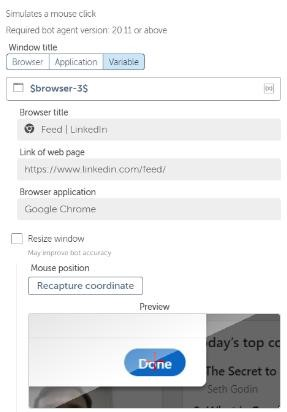 Simulates a mouse click
Required bot agent version: 20.11 or above
Window title
Browser Application Variable
$browser-3$
(x)
Browser title
Feed | LinkedIn
Link of web page
https://www.linkedin.com/feed/
Browser application
Google Chrome
Resize window
May improve bot accuracy
Mouse position
Recapture coordinate
Preview
Done
oday's top co
The Secret to
Seth Godin